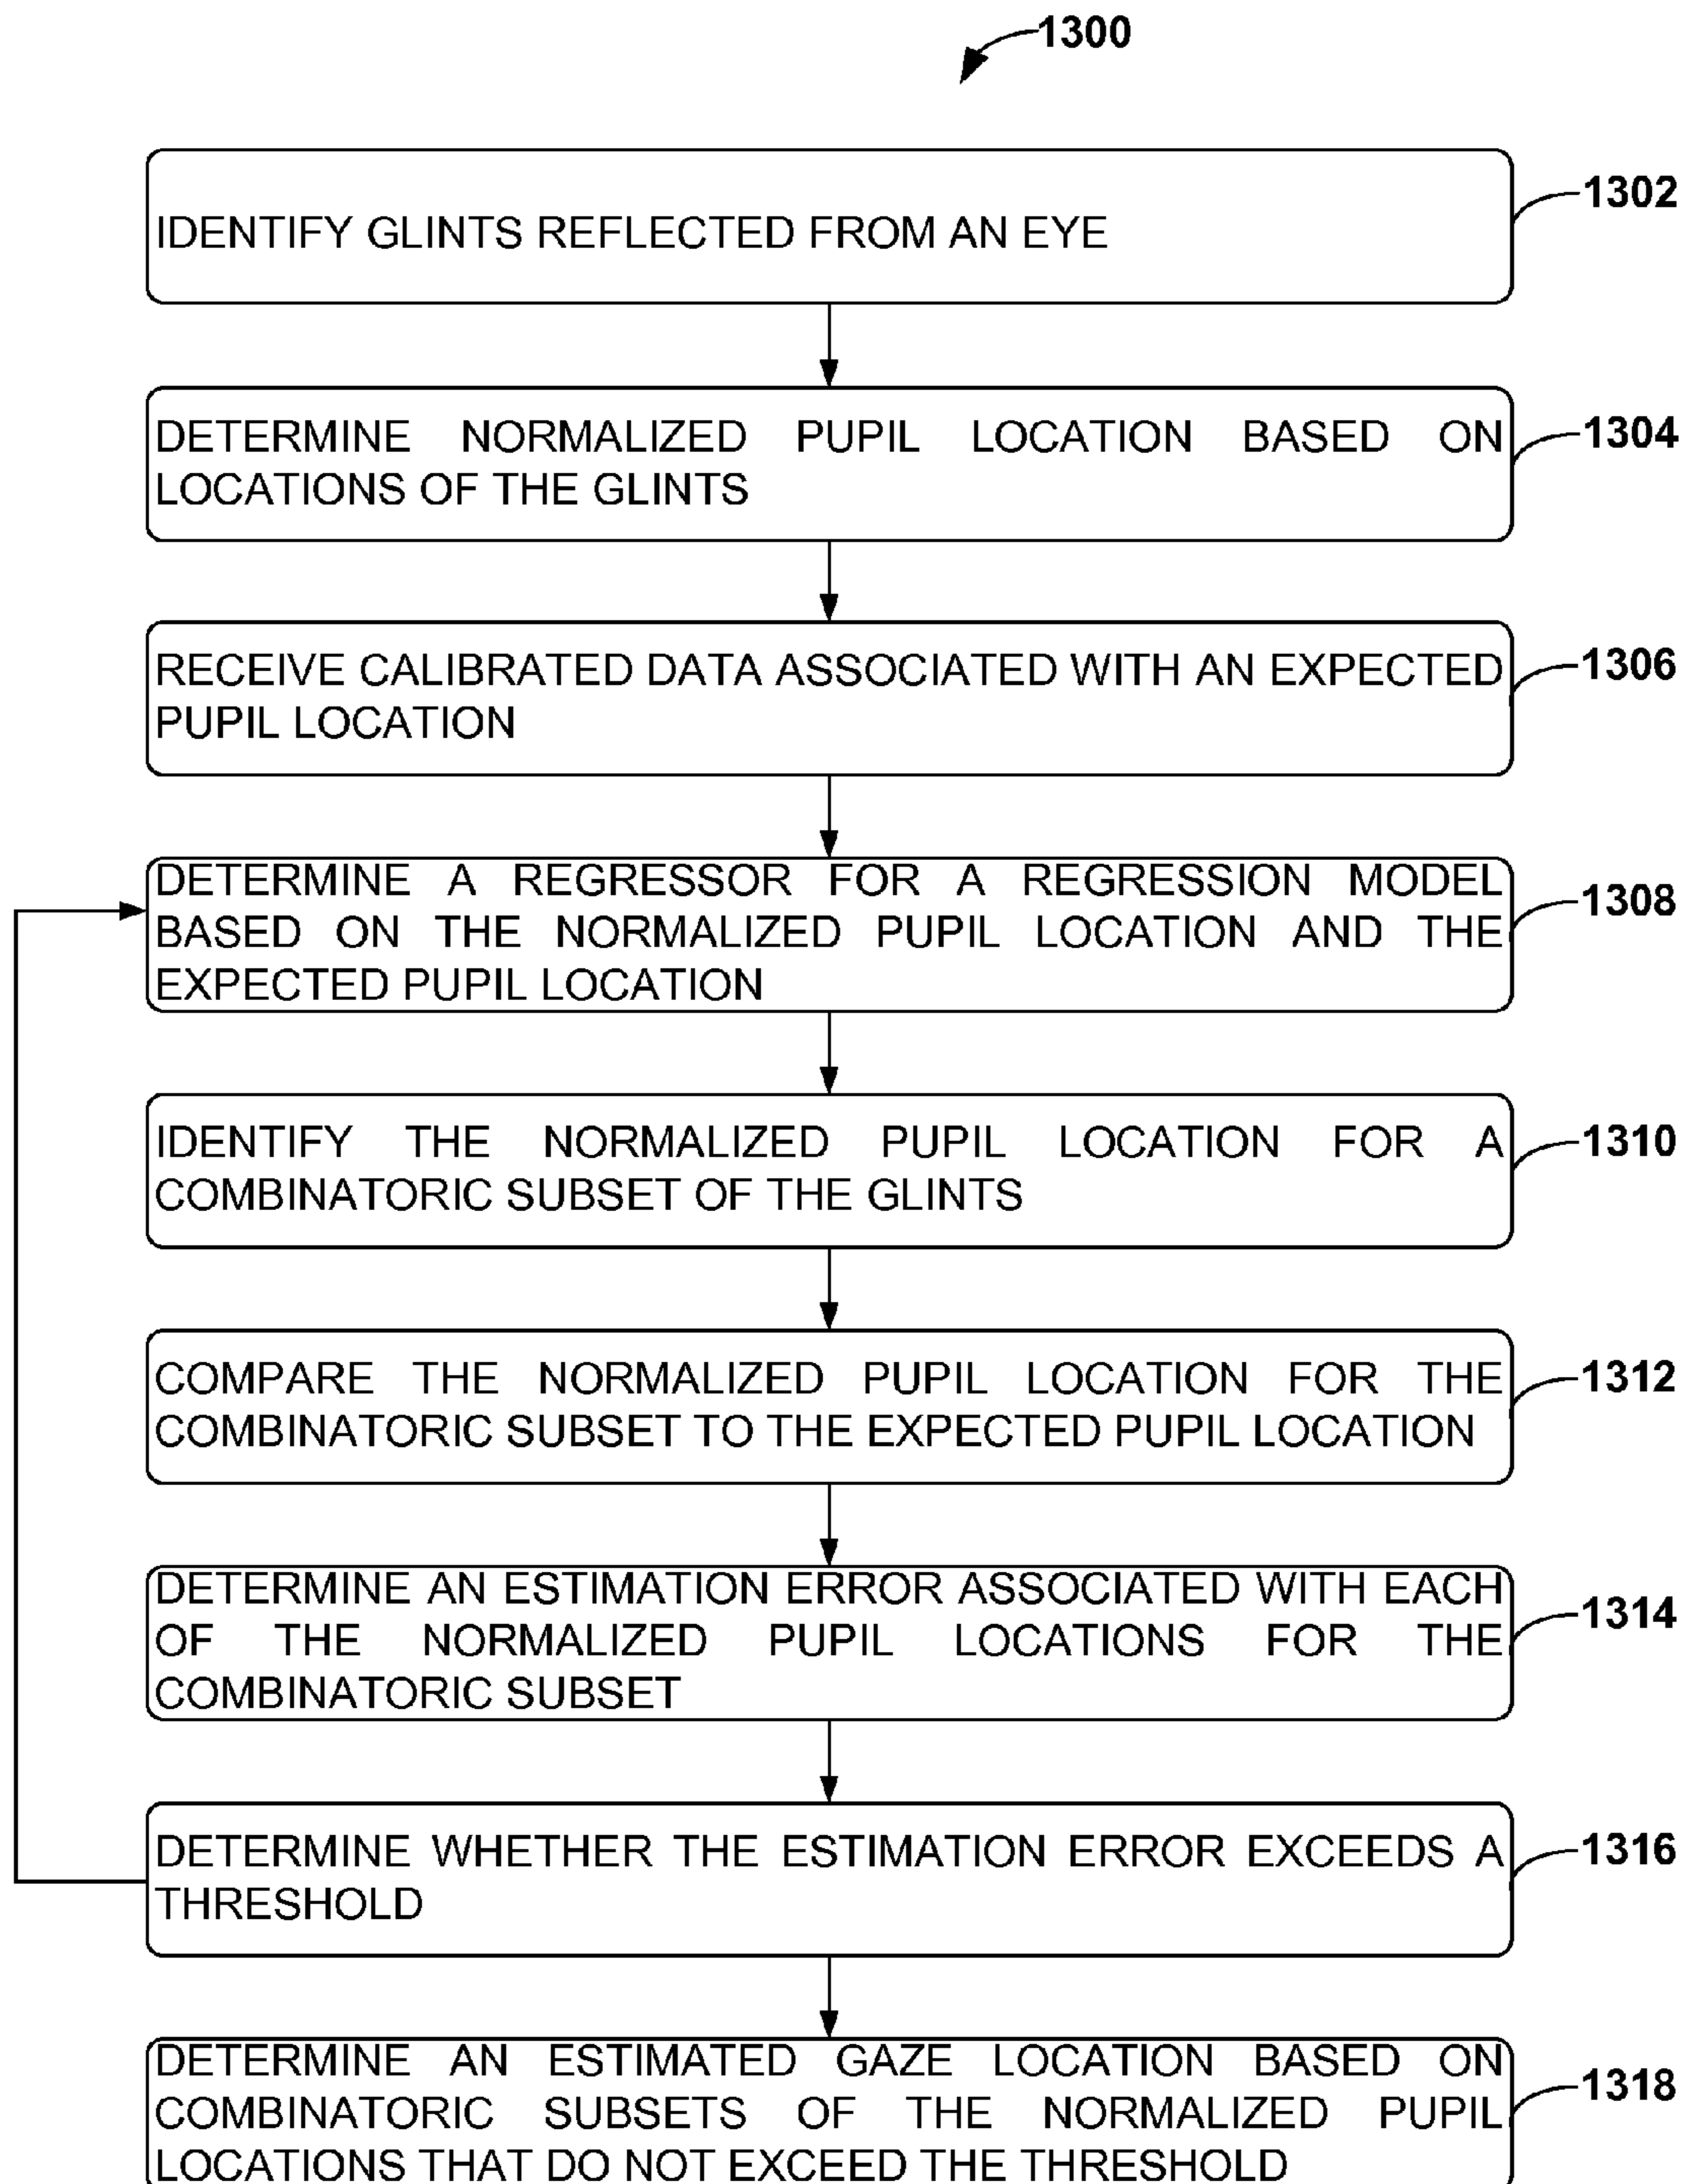 1300
IDENTIFY GLINTS REFLECTED FROM AN EYE
1302
DETERMINE NORMALIZED PUPIL LOCATION BASED ON
LOCATIONS OF THE GLINTS
1304
RECEIVE CALIBRATED DATA ASSOCIATED WITH AN EXPECTED
PUPIL LOCATION
1306
DETERMINE A REGRESSOR FOR A REGRESSION MODEL
BASED ON THE NORMALIZED PUPIL LOCATION AND THE
EXPECTED PUPIL LOCATION
1308
IDENTIFY THE NORMALIZED PUPIL LOCATION FOR A
COMBINATORIC SUBSET OF THE GLINTS
1310
COMPARE THE NORMALIZED PUPIL LOCATION FOR THE
COMBINATORIC SUBSET TO THE EXPECTED PUPIL LOCATION
1312
DETERMINE AN ESTIMATION ERROR ASSOCIATED WITH EACH
OF THE NORMALIZED PUPIL LOCATIONS FOR THE
COMBINATORIC SUBSET
1314
DETERMINE WHETHER THE ESTIMATION ERROR EXCEEDS A
THRESHOLD
1316
DETERMINE AN ESTIMATED GAZE LOCATION BASED ON
COMBINATORIC SUBSETS OF THE NORMALIZED PUPIL
LOCATIONS THAT DO NOT EXCEED THE THRESHOLD
1318